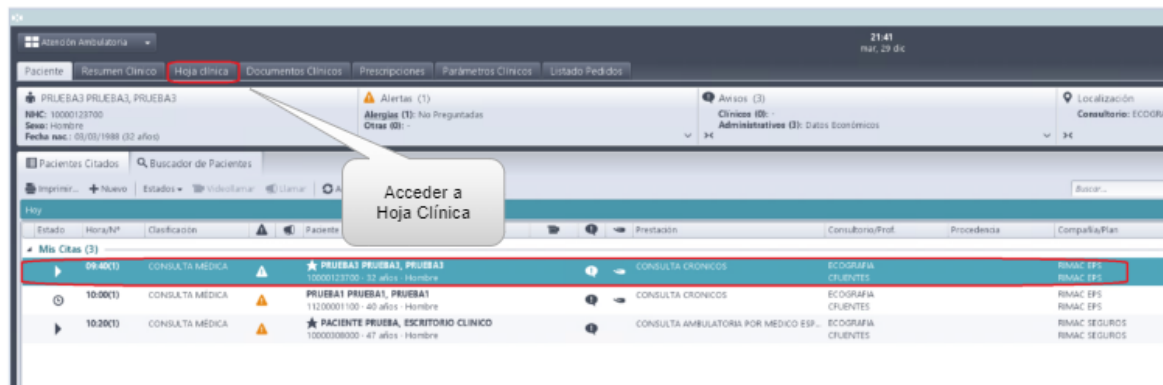 Atención Ambulatoria
21:41
mar, 29 dic
Paciente Resumen Clínico Hoja clínica Documentos Clínicos Prescripciones Parámetros Clínicos Listado Pedidos
PRUEBA3 PRUEBA3, PRUEBA3
NHC: 10000123700
Sexo: Hombre
Fecha nac.: 03/03/1988 (32 años)
Alertas (1)
Alergias (1): No Preguntadas
Otras (0): -
Avisos (3)
Clínicos (0): -
Administrativos (3): Datos Económicos
Localización
Consultorio: ECOGRA
Pacientes Citados Buscador de Pacientes
Imprimir... Nuevo Estados Videollamar Llamar A
Buscar...
Acceder a
Hoja Clínica
Hoy
Estado Hora/Nº Clasificación Paciente Prestación Consultorio/Prof. Procedencia Compañía/Plan
Mis Citas (3)
09:40(1) CONSULTA MÉDICA PRUEBA3 PRUEBA3, PRUEBA3 CONSULTA CRONICOS ECOGRAFIA RIMAC EPS
10000123700 - 32 años - Hombre CFUENTES RIMAC EPS
10:00(1) CONSULTA MÉDICA PRUEBA1 PRUEBA1, PRUEBA1 CONSULTA CRONICOS ECOGRAFIA RIMAC EPS
11200001100 - 40 años - Hombre CFUENTES RIMAC EPS
10:20(1) CONSULTA MÉDICA PACIENTE PRUEBA, ESCRITORIO CLINICO CONSULTA AMBULATORIA POR MEDICO ESP... ECOGRAFIA RIMAC SEGUROS
10000308000 - 47 años - Hombre CFUENTES RIMAC SEGUROS